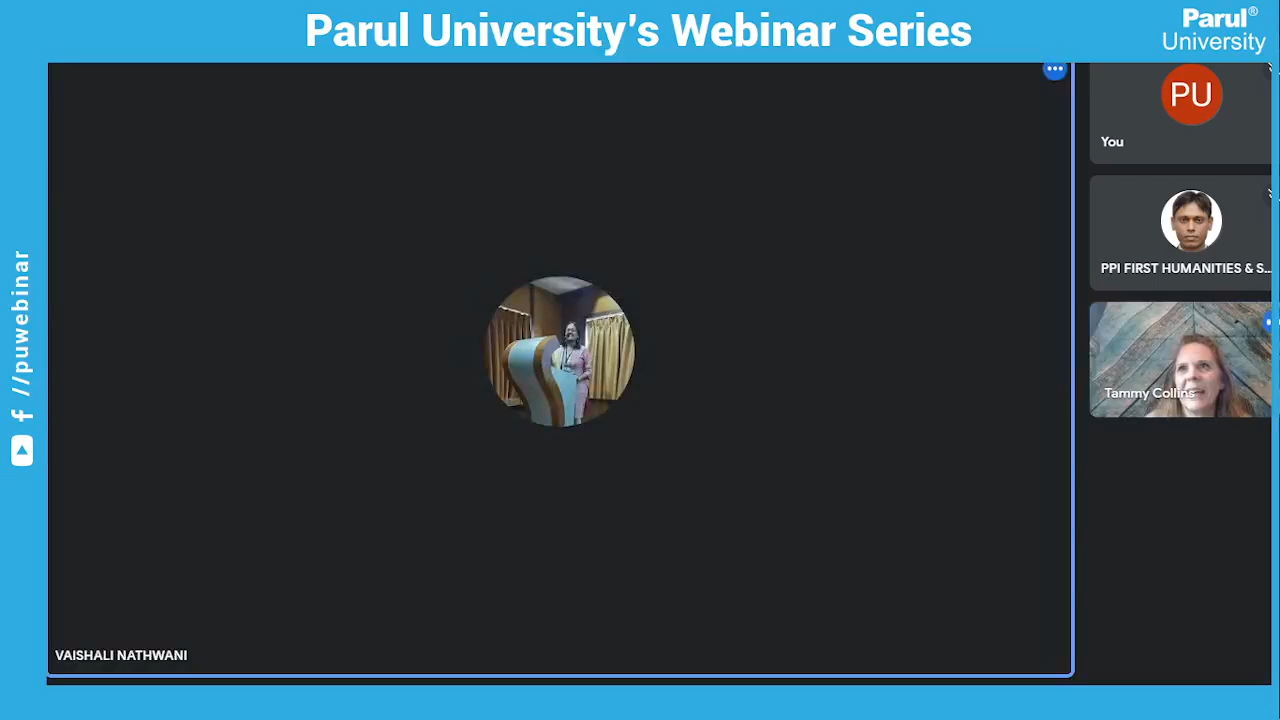 Parul University's Webinar Series
Parul®
University
PU
You
PPI FIRST HUMANITIES & S...
Tammy Collins
VAISHALI NATHWANI
//puwebinar